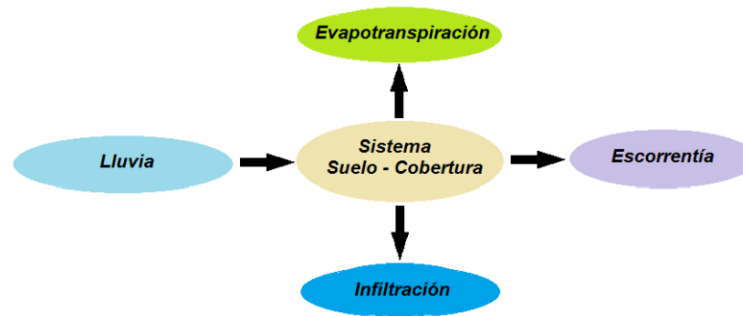 Evapotranspiración
Lluvia
Sistema
Suelo - Cobertura
Escorrentía
Infiltración